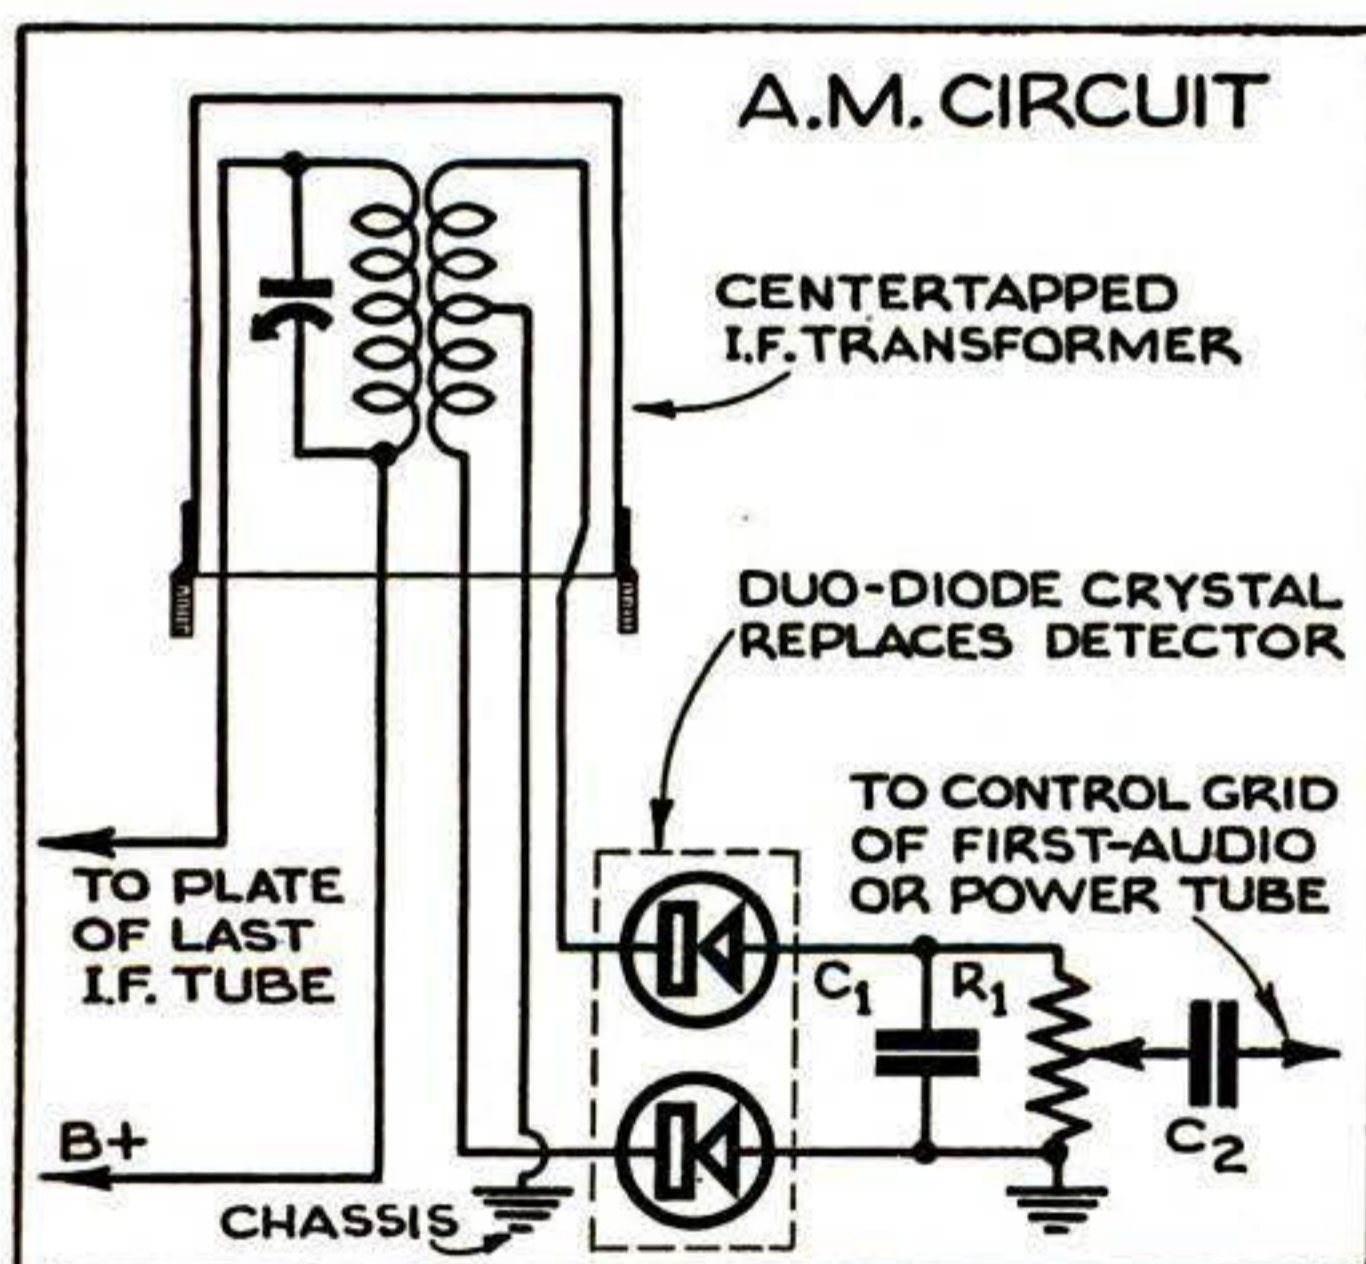 A.M. CIRCUIT
CENTERTAPPED
I.F. TRANSFORMER
DUO-DIODE CRYSTAL
REPLACES DETECTOR
TO CONTROL GRID
OF FIRST-AUDIO
OR POWER TUBE
TO PLATE
OF LAST
I.F. TUBE
C1
R1
C2
B+
CHASSIS